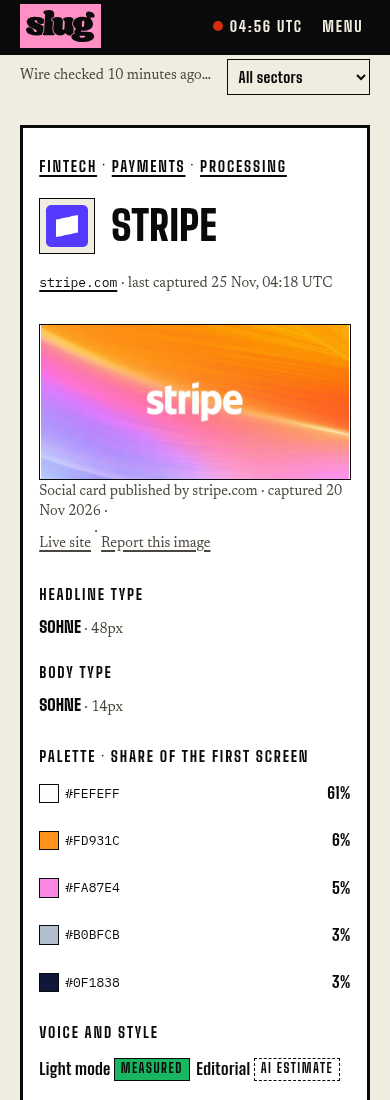 slug
04:56 UTC
MENU
Wire checked 10 minutes ago…
All sectors
FINTECH · PAYMENTS · PROCESSING
STRIPE
stripe.com · last captured 25 Nov, 04:18 UTC
stripe
Social card published by stripe.com · captured 20
Nov 2026 ·
Live site · Report this image
HEADLINE TYPE
SOHNE · 48px
BODY TYPE
SOHNE · 14px
PALETTE · SHARE OF THE FIRST SCREEN
#FEFEFF 61%
#FD931C 6%
#FA87E4 5%
#B0BFCB 3%
#0F1838 3%
VOICE AND STYLE
Light mode MEASURED Editorial AI ESTIMATE